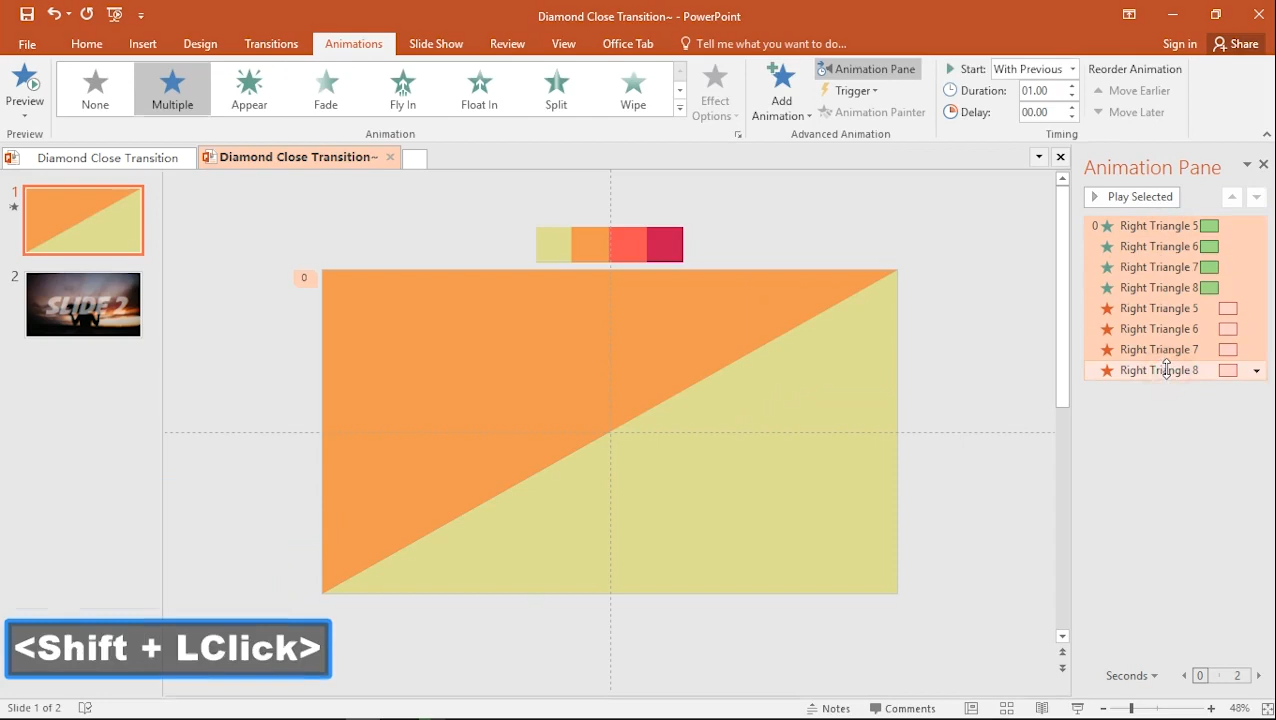 Diamond Close Transition~ - PowerPoint
File Home Insert Design Transitions Animations Slide Show Review View Office Tab Tell me what you want to do... Sign in Share
None Multiple Appear Fade Fly In Float In Split Wipe
Preview
Effect Options
Add Animation
Animation Pane
Trigger
Animation Painter
Start: With Previous
Duration: 01.00
Delay: 00.00
Reorder Animation
Move Earlier
Move Later
Preview Animation Advanced Animation Timing
Diamond Close Transition Diamond Close Transition~
Animation Pane
Play Selected
1
2
SLIDE 2
0
0 Right Triangle 5
Right Triangle 6
Right Triangle 7
Right Triangle 8
Right Triangle 5
Right Triangle 6
Right Triangle 7
Right Triangle 8
<Shift + LClick>
Seconds 0 2
Slide 1 of 2 Notes Comments 48%